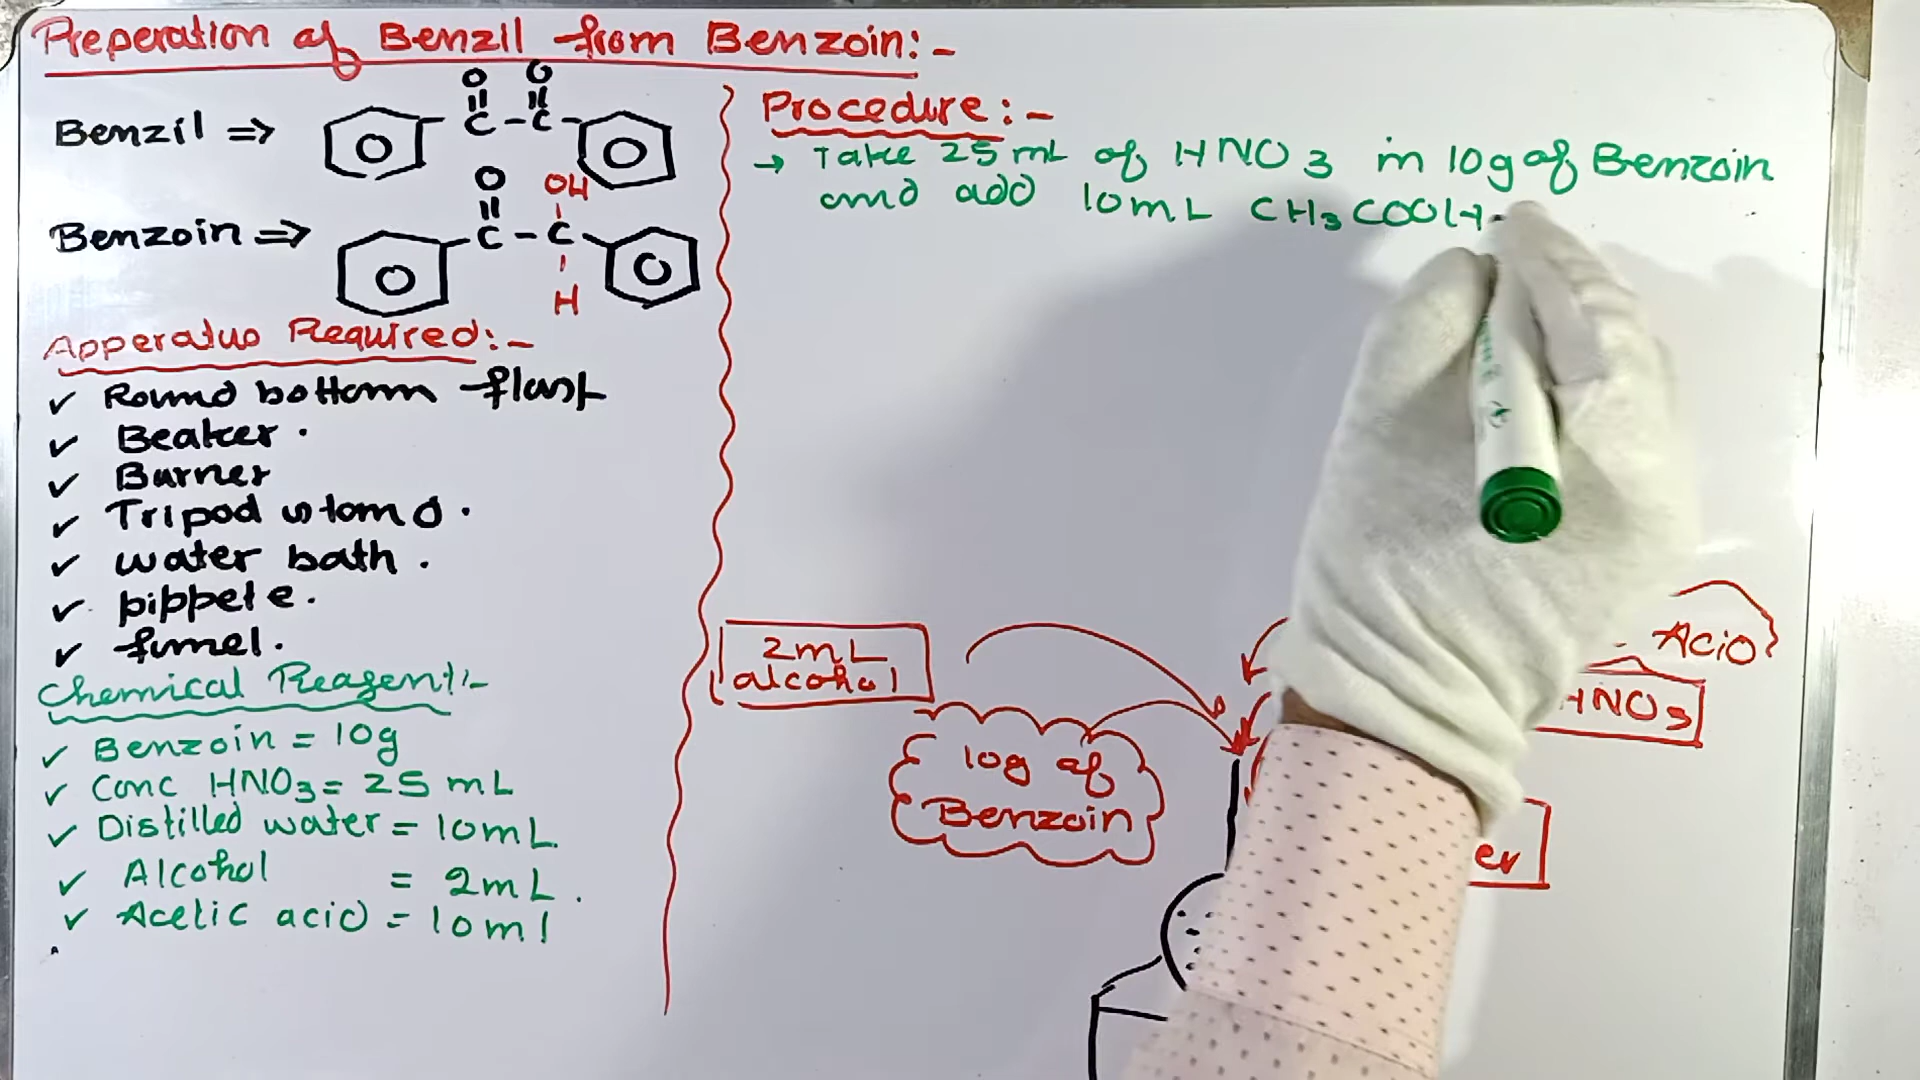 Preperation of Benzil from Benzoin:-
O O
Benzil ⇒ C-C-
O OH
Benzoin ⇒ C-C
H
Apperatus Required:-
✓ Round bottom flask
✓ Beaker.
✓ Burner
✓ Tripod stand.
✓ water bath.
✓ pippete.
✓ funnel.
Chemical Reagent:-
✓ Benzoin = 10g
✓ Conc HNO3 = 25 mL
✓ Distilled water = 10mL.
✓ Alcohol = 2mL.
✓ Acetic acid = 10ml
Procedure:-
→ Take 25 mL of HNO3 in 10g of Benzoin
and add 10mL CH3COOH
2mL
alcohol
10g of
Benzoin
Acid
HNO3